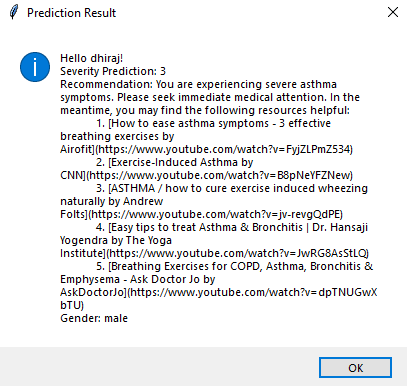 Prediction Result
Hello dhiraj!
Severity Prediction: 3
Recommendation: You are experiencing severe asthma
symptoms. Please seek immediate medical attention. In the
meantime, you may find the following resources helpful:
1. [How to ease asthma symptoms - 3 effective
breathing exercises by
Airofit](https://www.youtube.com/watch?v=FyjZLPmZ534)
2. [Exercise-Induced Asthma by
CNN](https://www.youtube.com/watch?v=B8pNeYFZNew)
3. [ASTHMA / how to cure exercise induced wheezing
naturally by Andrew
Folts](https://www.youtube.com/watch?v=jv-revgQdPE)
4. [Easy tips to treat Asthma & Bronchitis | Dr. Hansaji
Yogendra by The Yoga
Institute](https://www.youtube.com/watch?v=JwRG8AsStLQ)
5. [Breathing Exercises for COPD, Asthma, Bronchitis &
Emphysema - Ask Doctor Jo by
AskDoctorJo](https://www.youtube.com/watch?v=dpTNUGwX
bTU)
Gender: male
OK